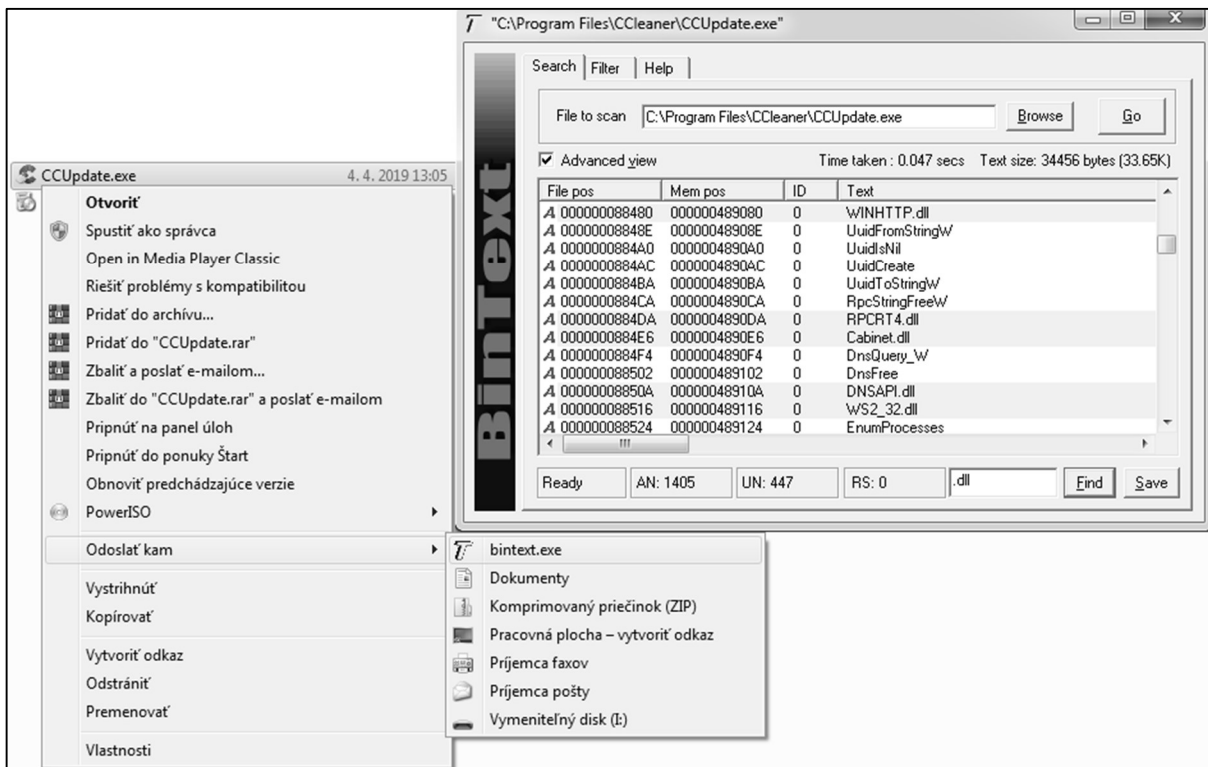 "C:\Program Files\CCleaner\CCUpdate.exe"
BinText
Search Filter Help
File to scan C:\Program Files\CCleaner\CCUpdate.exe Browse Go
Advanced view Time taken : 0.047 secs Text size: 34456 bytes (33.65K)
File pos Mem pos ID Text
A 000000088480 000000489080 0 WINHTTP.dll
A 00000008848E 00000048908E 0 UuidFromStringW
A 0000000884A0 0000004890A0 0 UuidIsNil
A 0000000884AC 0000004890AC 0 UuidCreate
A 0000000884BA 0000004890BA 0 UuidToStringW
A 0000000884CA 0000004890CA 0 RpcStringFreeW
A 0000000884DA 0000004890DA 0 RPCRT4.dll
A 0000000884E6 0000004890E6 0 Cabinet.dll
A 0000000884F4 0000004890F4 0 DnsQuery_W
A 000000088502 000000489102 0 DnsFree
A 00000008850A 00000048910A 0 DNSAPI.dll
A 000000088516 000000489116 0 WS2_32.dll
A 000000088524 000000489124 0 EnumProcesses
Ready AN: 1405 UN: 447 RS: 0 .dll Find Save
CCUpdate.exe 4. 4. 2019 13:05
Otvoriť
Spustiť ako správca
Open in Media Player Classic
Riešiť problémy s kompatibilitou
Pridať do archívu...
Pridať do "CCUpdate.rar"
Zbaliť a poslať e-mailom...
Zbaliť do "CCUpdate.rar" a poslať e-mailom
Pripnúť na panel úloh
Pripnúť do ponuky Štart
Obnoviť predchádzajúce verzie
PowerISO
Odoslať kam
Vystrihnúť
Kopírovať
Vytvoriť odkaz
Odstrániť
Premenovať
Vlastnosti
bintext.exe
Dokumenty
Komprimovaný priečinok (ZIP)
Pracovná plocha – vytvoriť odkaz
Príjemca faxov
Príjemca pošty
Vymeniteľný disk (I:)